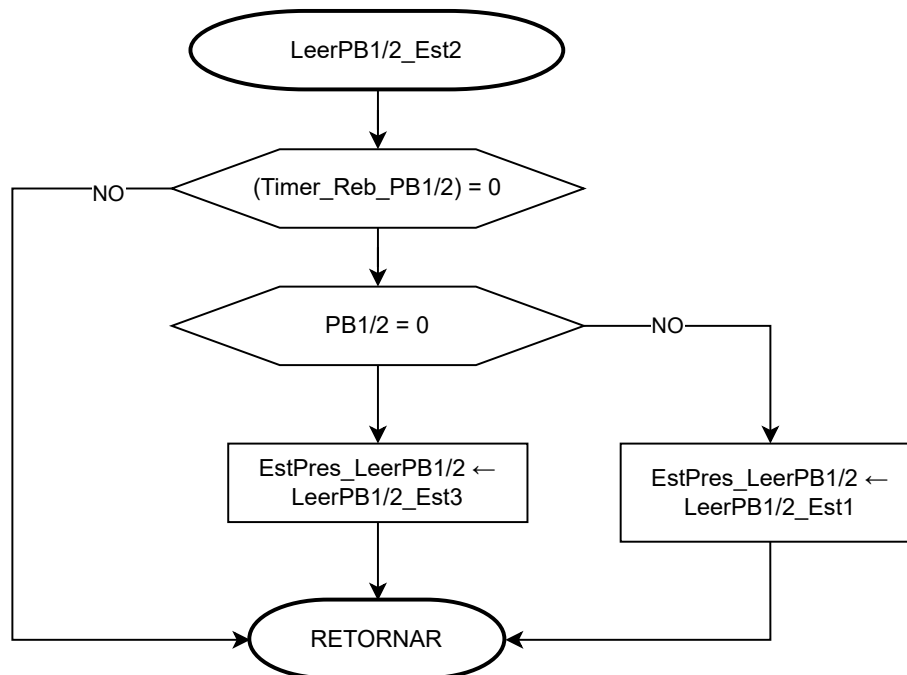 LeerPB1/2_Est2
(Timer_Reb_PB1/2) = 0
NO
PB1/2 = 0
NO
EstPres_LeerPB1/2 ←
LeerPB1/2_Est3
EstPres_LeerPB1/2 ←
LeerPB1/2_Est1
RETORNAR